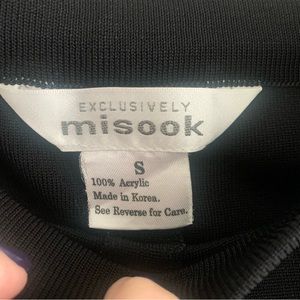 EXCLUSIVELY
misook
S
100% Acrylic
Made in Korea.
See Reverse for Care.